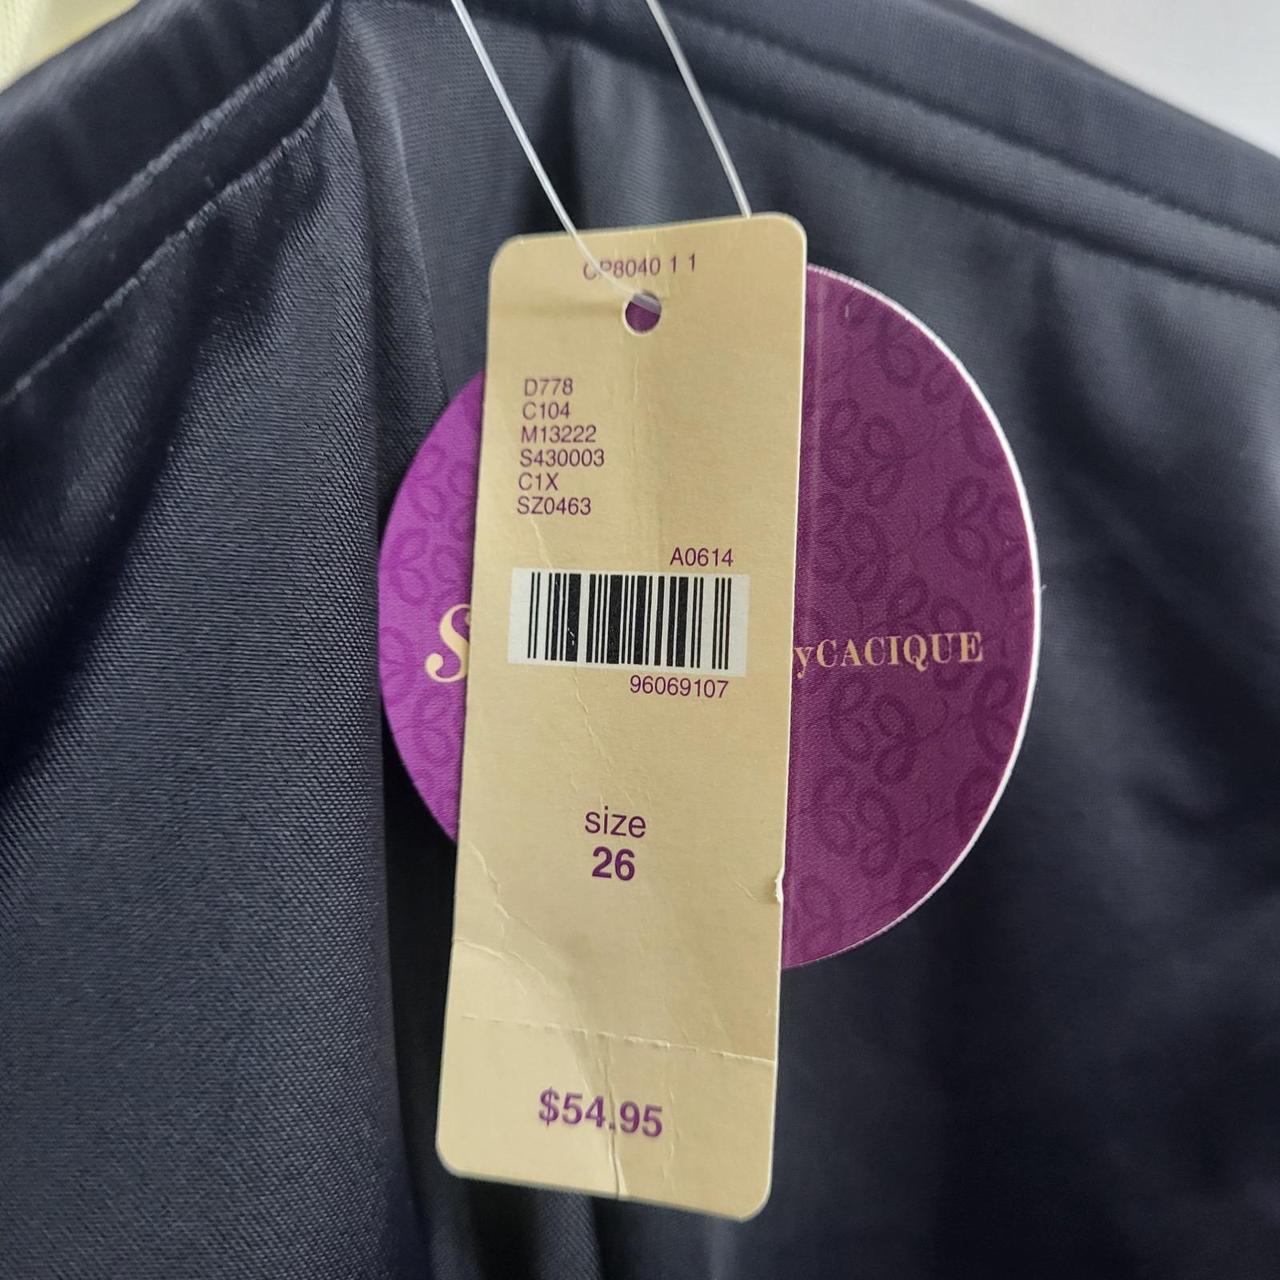 CP8040 1 1
D778
C104
M13222
S430003
C1X
SZ0463
A0614
96069107
S
yCACIQUE
size
26
$54.95